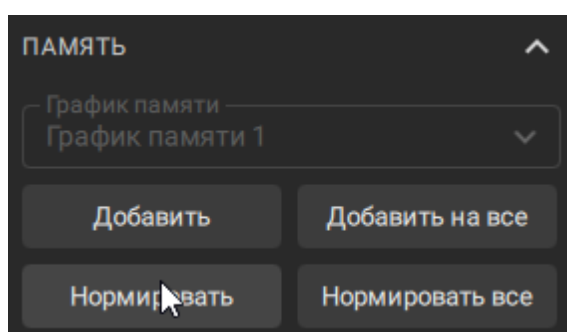 ПАМЯТЬ
График памяти
График памяти 1
Добавить Добавить на все
Нормировать Нормировать все